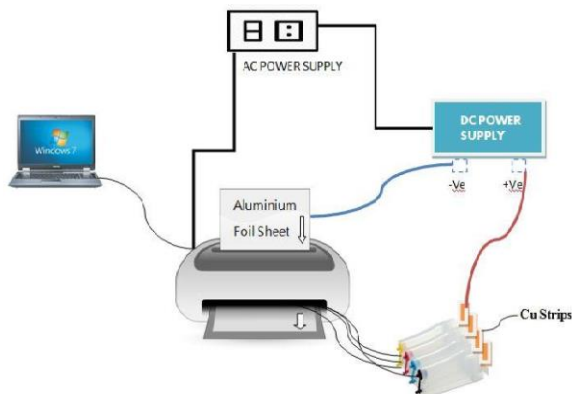 AC POWER SUPPLY
DC POWER
SUPPLY
Windows 7
-Ve
+Ve
Aluminium
Foil Sheet
Cu Strips